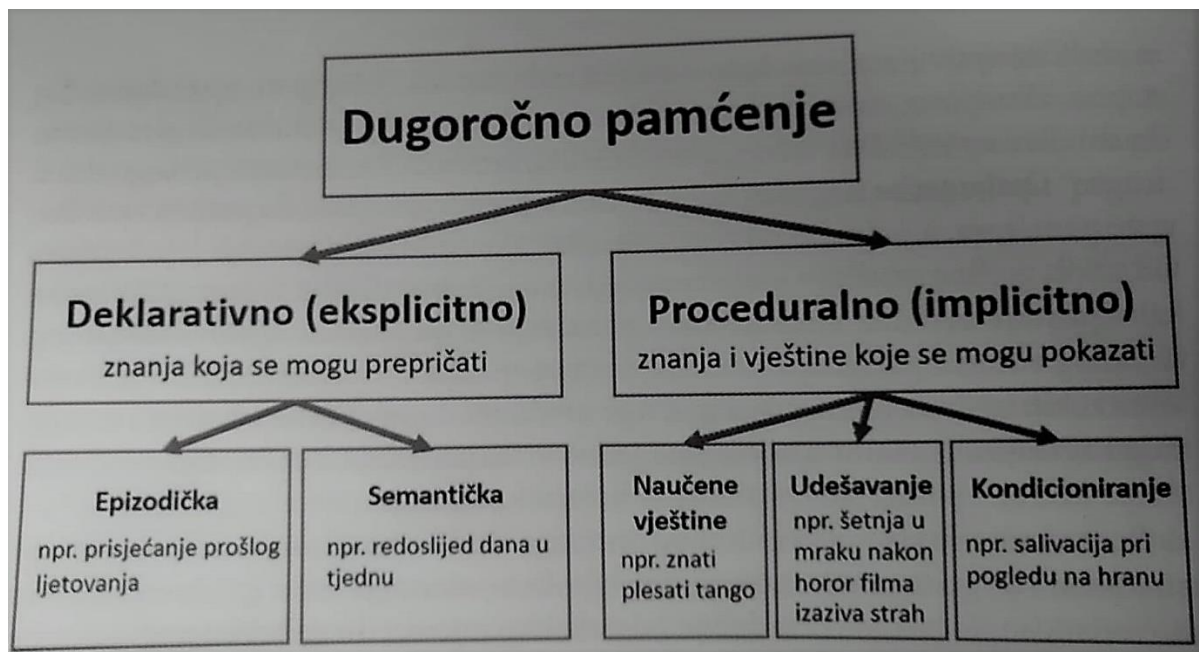 Dugoročno pamćenje
Deklarativno (eksplicitno)
znanja koja se mogu prepričati
Proceduralno (implicitno)
znanja i vještine koje se mogu pokazati
Epizodička
npr. prisjećanje prošlog
ljetovanja
Semantička
npr. redoslijed dana u
tjednu
Naučene
vještine
npr. znati
plesati tango
Udešavanje
npr. šetnja u
mraku nakon
horor filma
izaziva strah
Kondicioniranje
npr. salivacija pri
pogledu na hranu